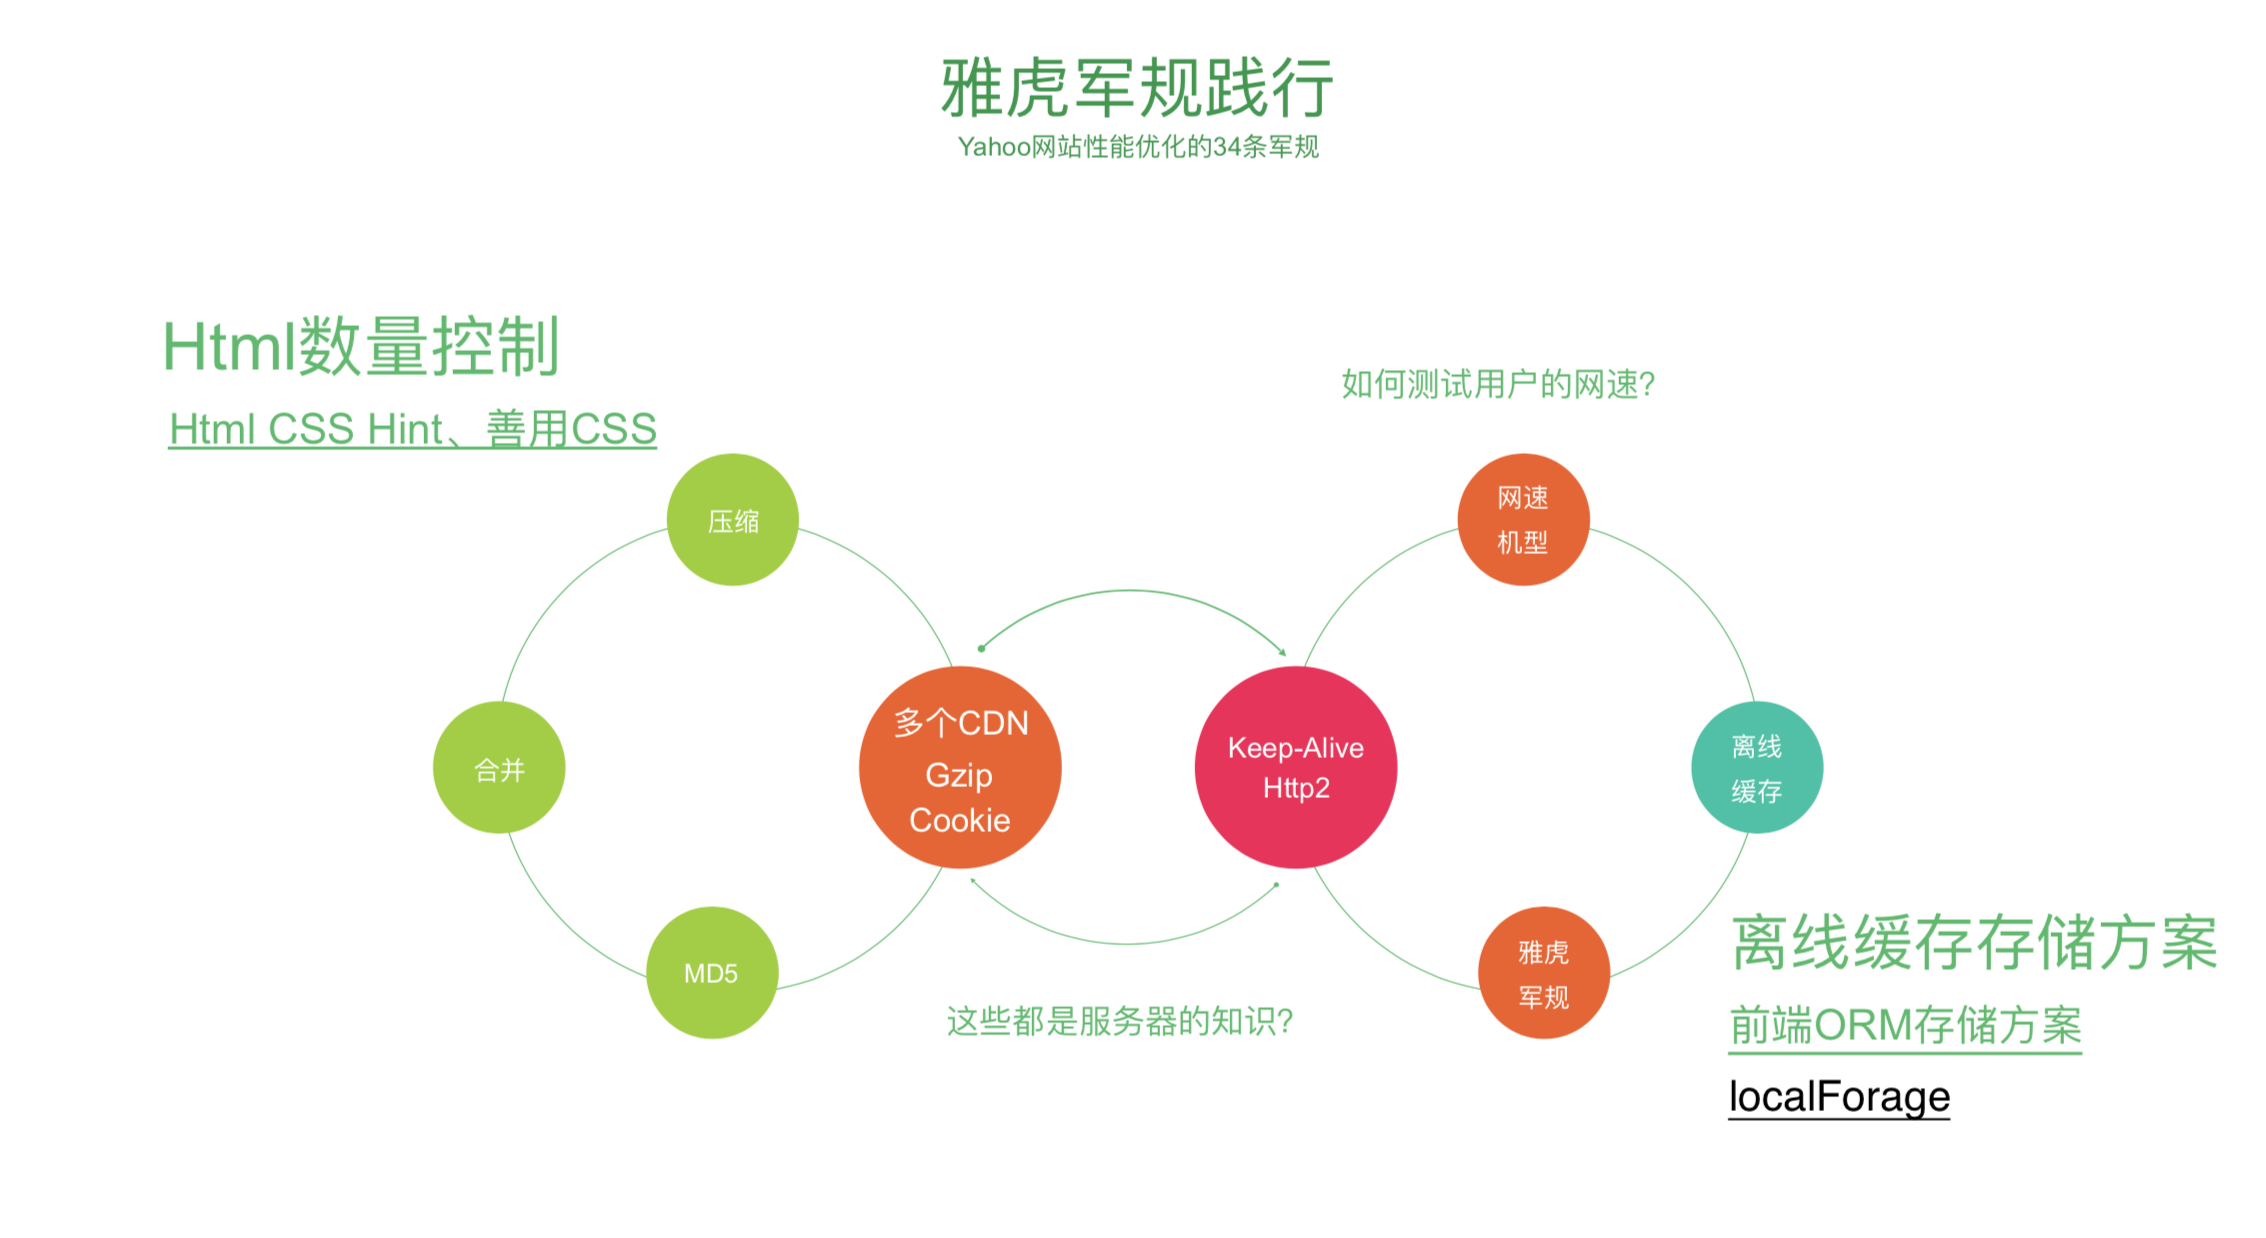 雅虎军规践行
Yahoo网站性能优化的34条军规
Html数量控制
Html CSS Hint、善用CSS
如何测试用户的网速?
压缩
网速
机型
合并
多个CDN
Gzip
Cookie
Keep-Alive
Http2
离线
缓存
MD5
雅虎
军规
这些都是服务器的知识?
离线缓存存储方案
前端ORM存储方案
localForage